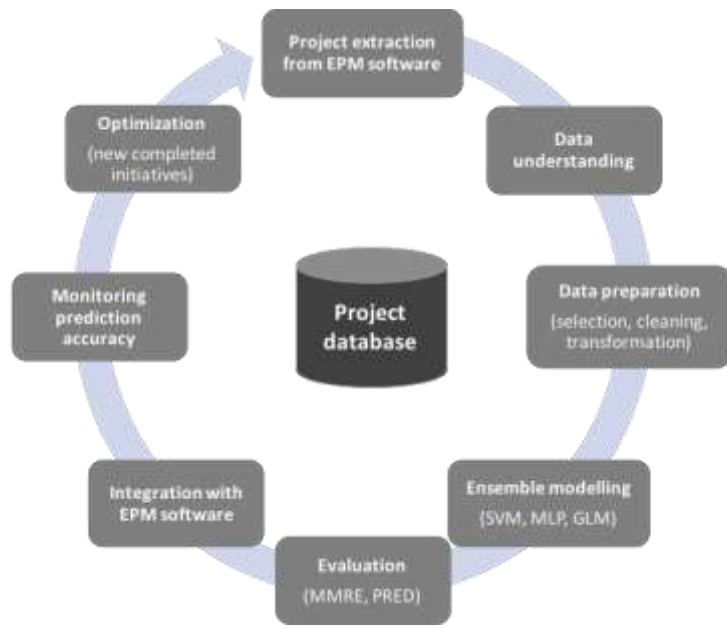 Project extraction
from EPM software
Data
understanding
Data preparation
(selection, cleaning,
transformation)
Ensemble modelling
(SVM, MLP, GLM)
Evaluation
(MMRE, PRED)
Integration with
EPM software
Monitoring
prediction
accuracy
Optimization
(new completed
initiatives)
Project
database